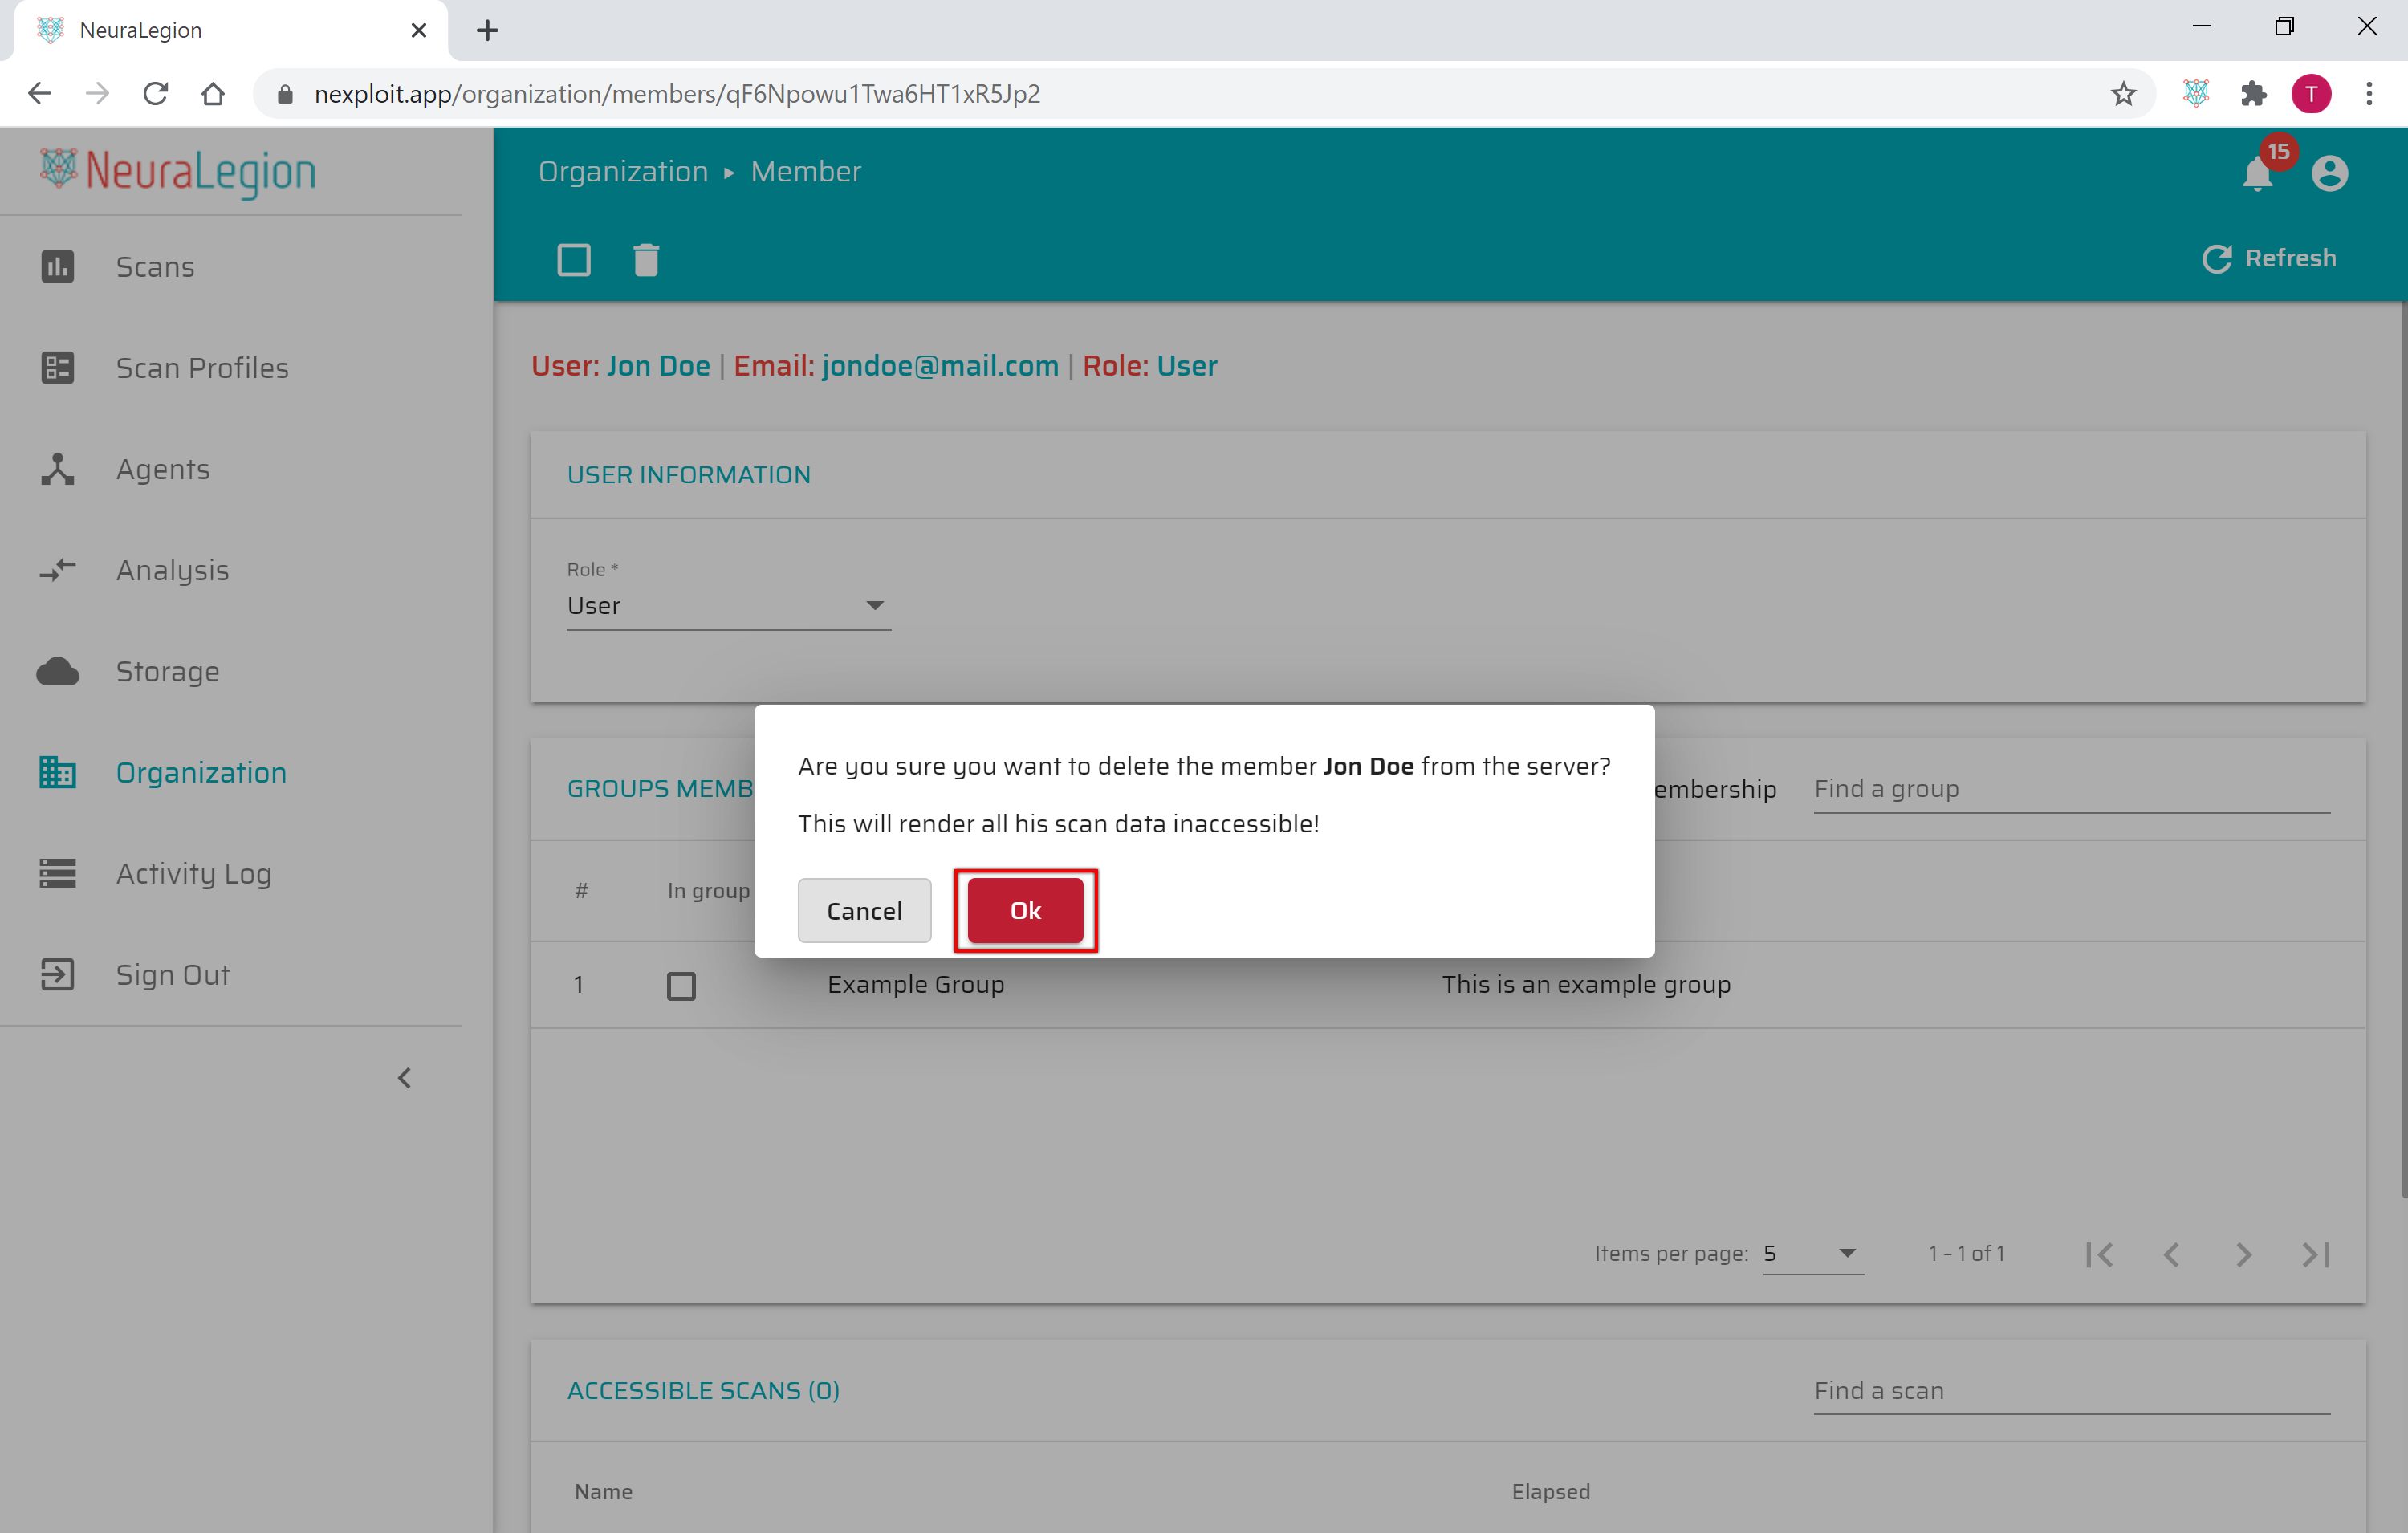 NeuraLegion
nexploit.app/organization/members/qF6Npowu1Twa6HT1xR5Jp2
T
NeuraLegion
Organization ▸ Member
15
Refresh
Scans
Scan Profiles
Agents
Analysis
Storage
Organization
Activity Log
Sign Out
User: Jon Doe | Email: jondoe@mail.com | Role: User
USER INFORMATION
Role *
User
GROUPS MEMB
embership
Find a group
Are you sure you want to delete the member Jon Doe from the server?
This will render all his scan data inaccessible!
Cancel
Ok
#
In group
1
Example Group
This is an example group
Items per page: 5
1 – 1 of 1
ACCESSIBLE SCANS (0)
Find a scan
Name
Elapsed